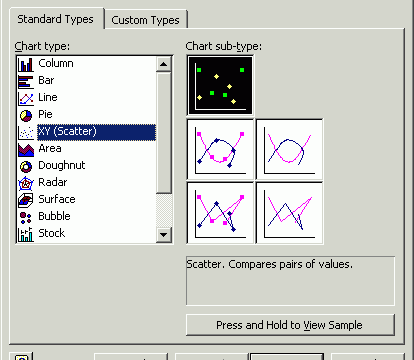 Standard Types
Custom Types
Chart type:
Chart sub-type:
Column
Bar
Line
Pie
XY (Scatter)
Area
Doughnut
Radar
Surface
Bubble
Stock
Scatter. Compares pairs of values.
Press and Hold to View Sample